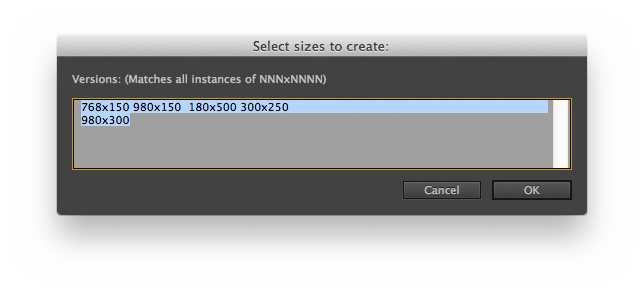 Select sizes to create:
Versions: (Matches all instances of NNNxNNNN)
768x150 980x150  180x500 300x250
980x300
Cancel OK